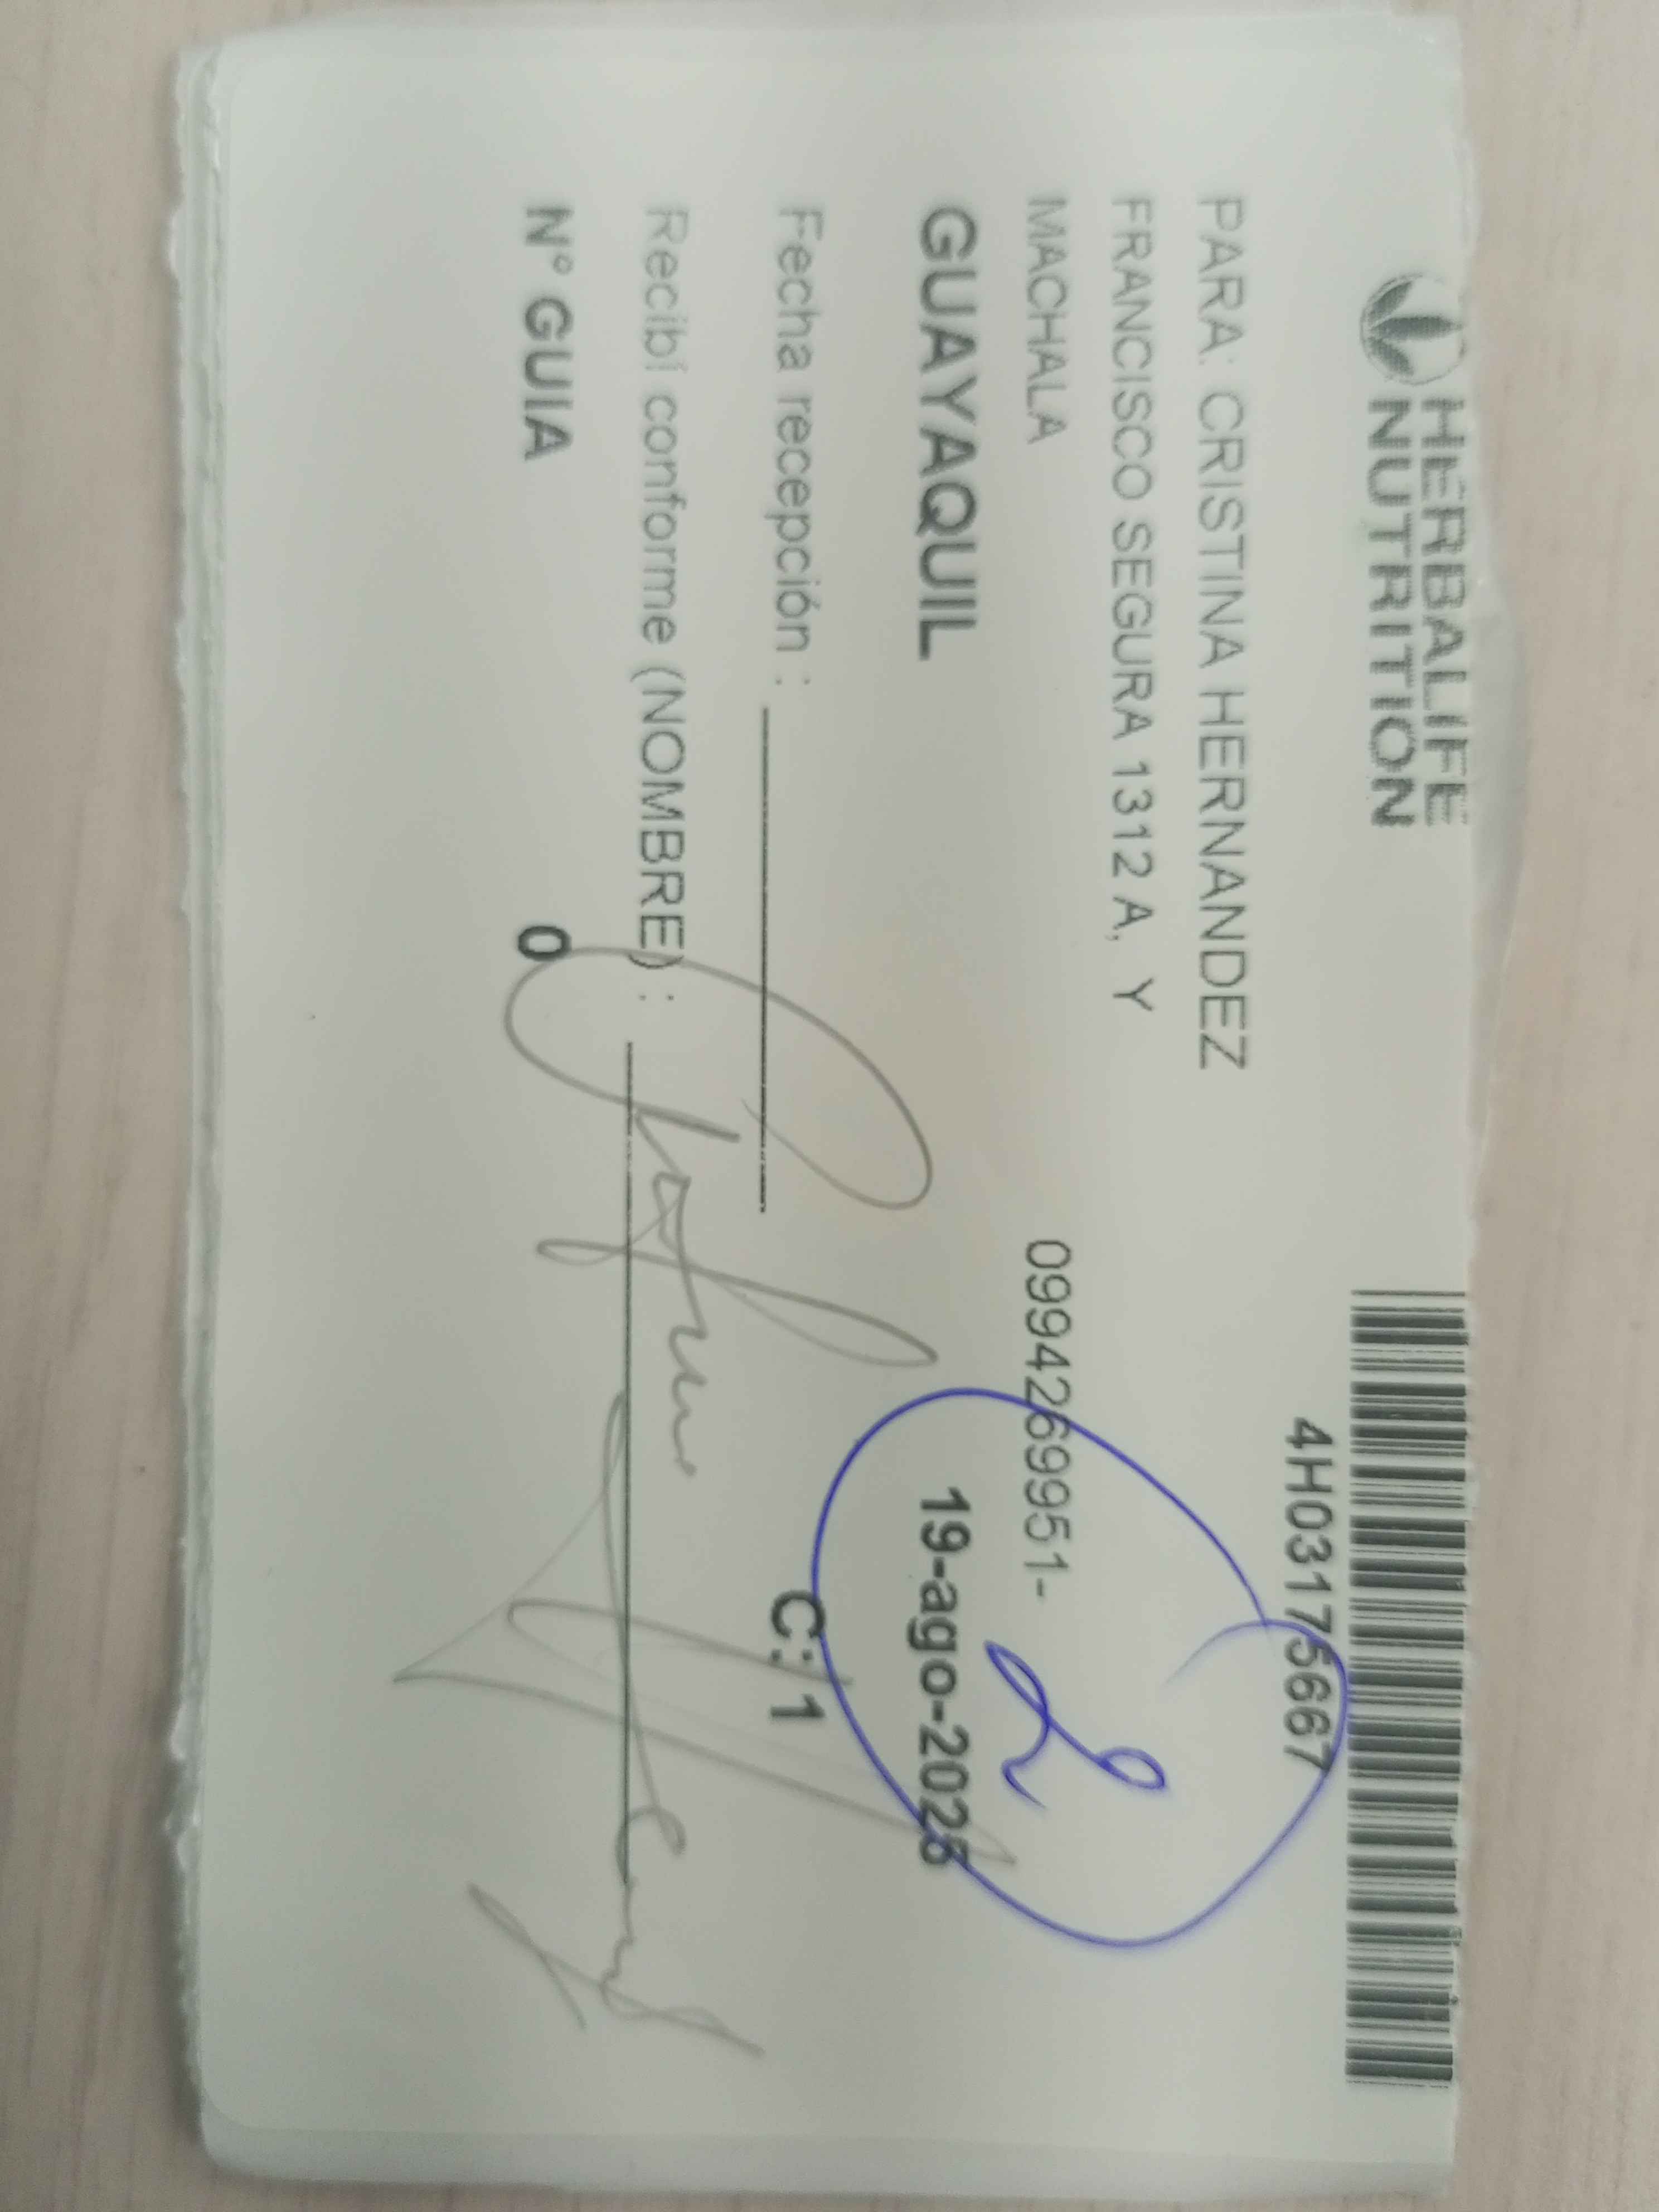 HERBALIFE
NUTRITION
4H03175667
PARA: CRISTINA HERNANDEZ
FRANCISCO SEGURA 1312 A, Y
MACHALA 0994269951-
2
GUAYAQUIL 19-ago-2025
Fecha recepción : C: 1
Recibí conforme (NOMBRE) :
N° GUIA 0